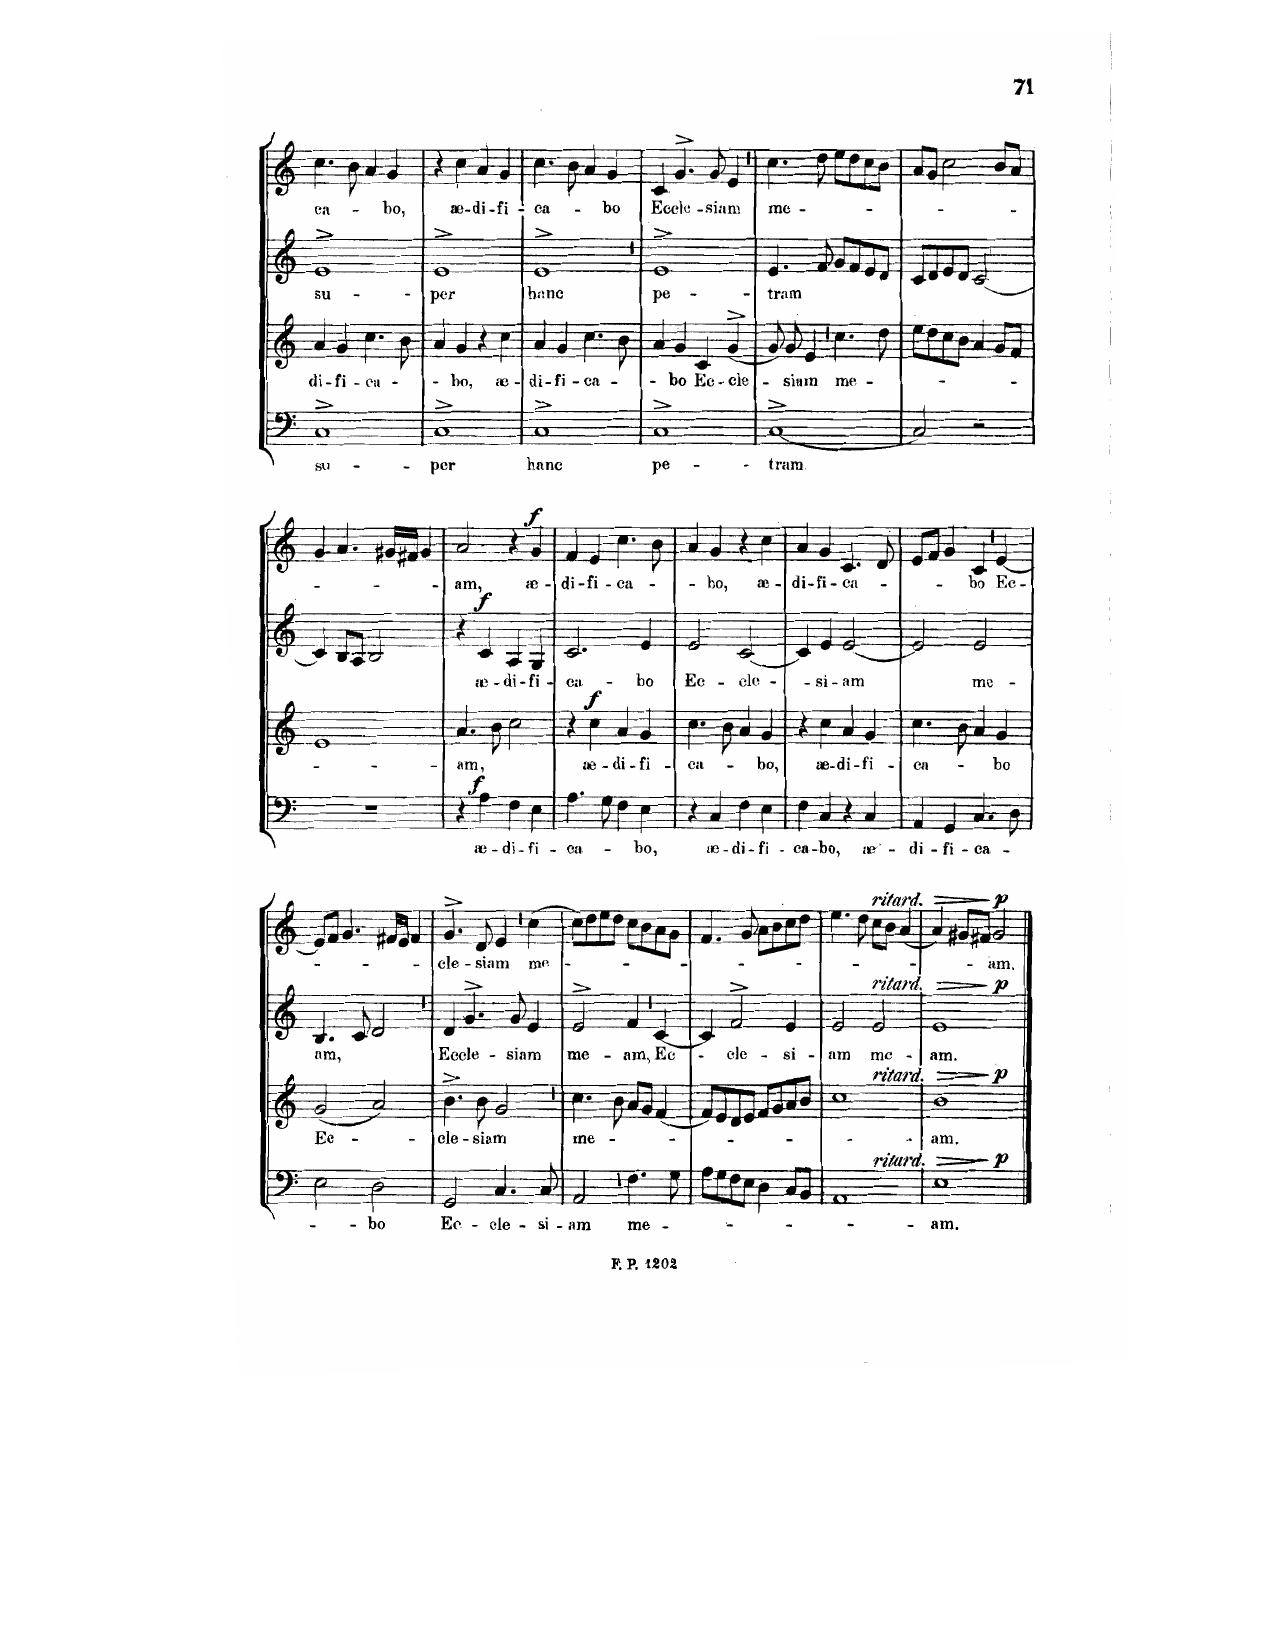 71
ca - bo, æ-di-fi - ca - bo Eccle - siam me -
su - per hanc pe - tram
di-fi-ca - bo, æ-di-fi-ca - bo Ec-cle - siam me -
su - per hanc pe - tram
f
am, æ-di-fi-ca - bo, æ-di-fi-ca - bo Ec-
f
æ-di-fi-ca - bo Ec - cle - si-am me -
f
am, æ-di-fi-ca - bo, æ-di-fi-ca - bo
f
æ-di-fi-ca - bo, æ-di-fi-ca-bo, æ-di-fi-ca -
ritard. p
cle-siam me - am.
ritard. p
am, Eccle-siam me - am, Ec - cle - si - am me - am.
ritard. p
Ec - cle-siam me - am.
ritard. p
bo Ec - cle - si-am me - am.
F. P. 1202